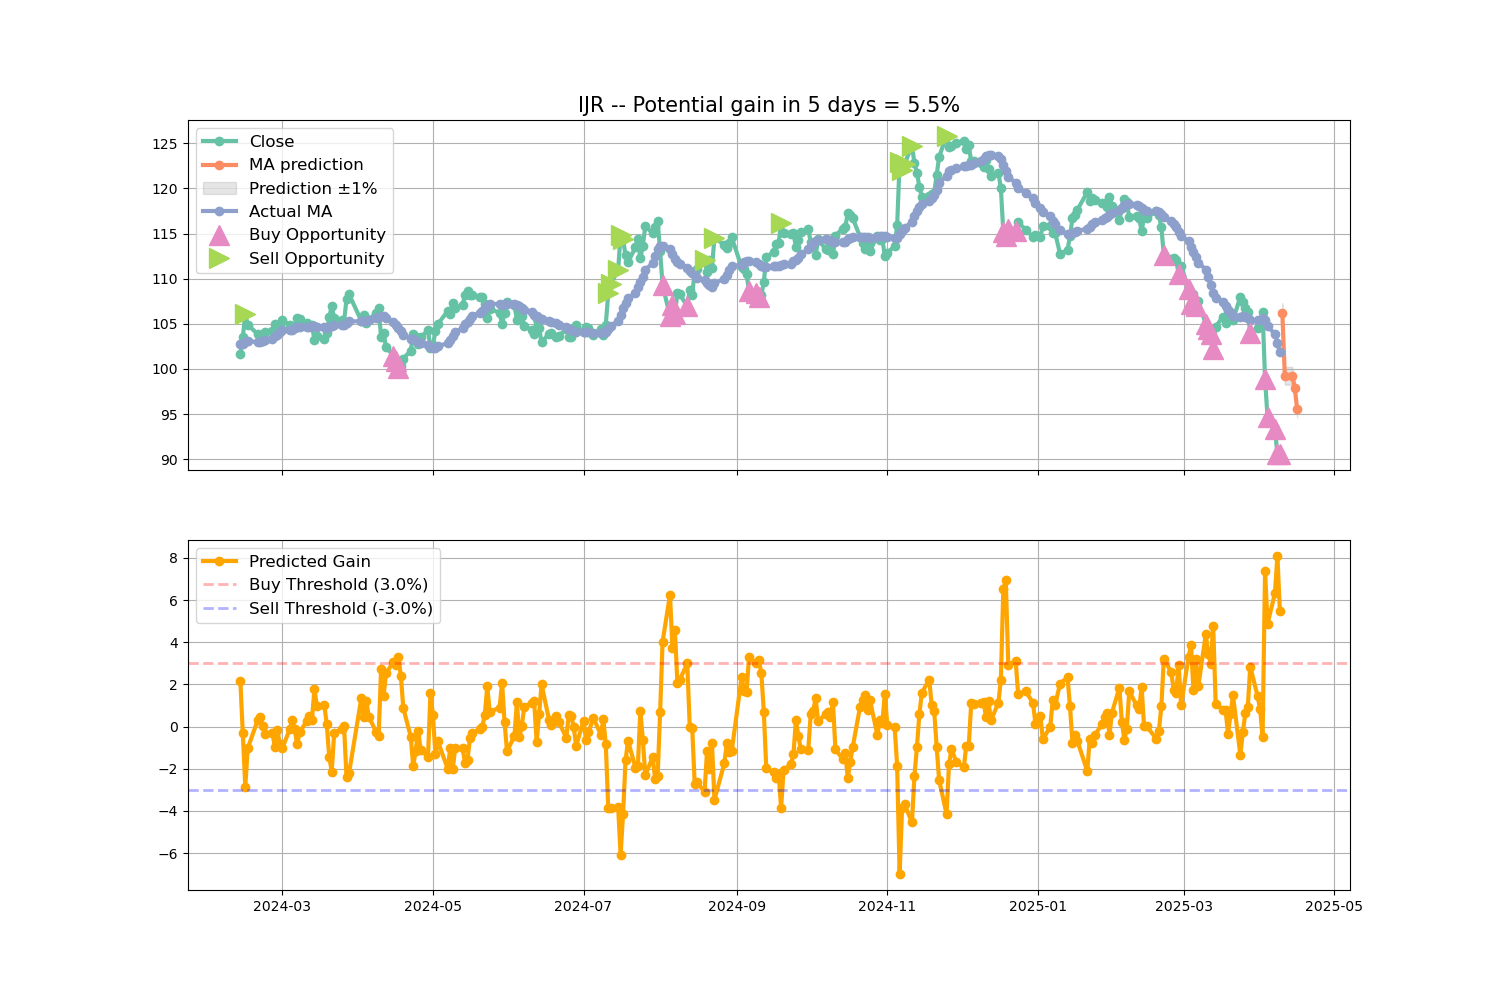 IJR -- Potential gain in 5 days = 5.5%
125
120
115
110
105
100
95
90
Close
MA prediction
Prediction ±1%
Actual MA
Buy Opportunity
Sell Opportunity
8
6
4
2
0
−2
−4
−6
Predicted Gain
Buy Threshold (3.0%)
Sell Threshold (-3.0%)
2024-03
2024-05
2024-07
2024-09
2024-11
2025-01
2025-03
2025-05